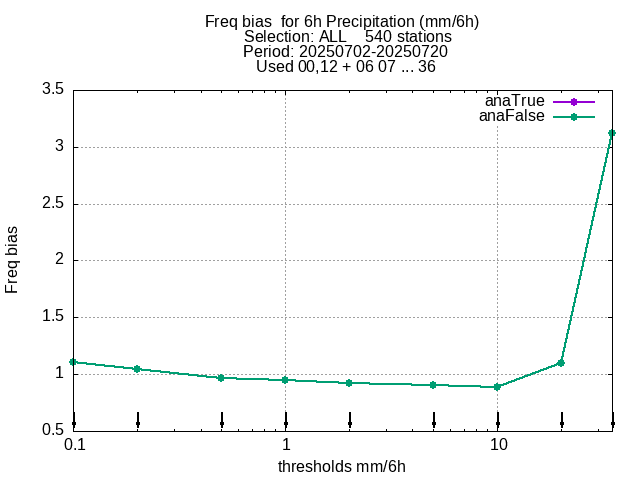 Freq bias  for 6h Precipitation (mm/6h)
Selection: ALL    540 stations
Period: 20250702-20250720
Used 00,12 + 06 07 ... 36
3.5
3
2.5
2
1.5
1
0.5
Freq bias
anaTrue
anaFalse
0.1 1 10
thresholds mm/6h